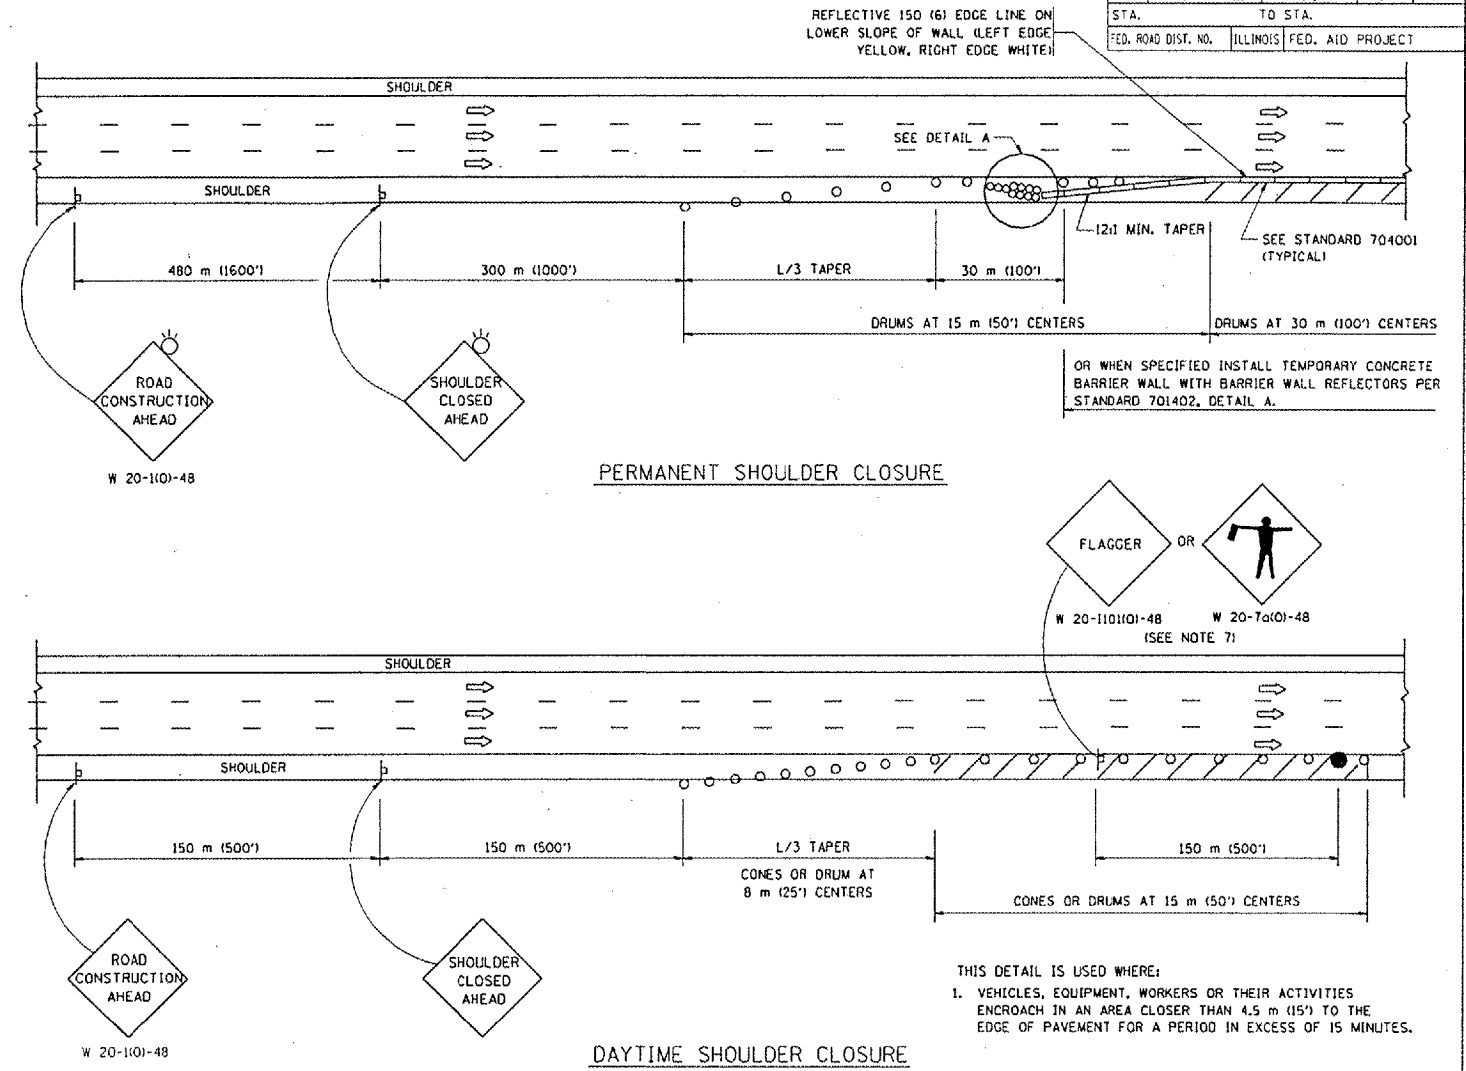 STA. TO STA.
FED. ROAD DIST. NO. ILLINOIS FED. AID PROJECT
REFLECTIVE 150 (6) EDGE LINE ON
LOWER SLOPE OF WALL (LEFT EDGE
YELLOW, RIGHT EDGE WHITE)
SHOULDER
SEE DETAIL A
SHOULDER
12:1 MIN. TAPER
SEE STANDARD 704001
(TYPICAL)
480 m (1600')
300 m (1000')
L/3 TAPER
30 m (100')
DRUMS AT 15 m (50') CENTERS
DRUMS AT 30 m (100') CENTERS
OR WHEN SPECIFIED INSTALL TEMPORARY CONCRETE
BARRIER WALL WITH BARRIER WALL REFLECTORS PER
STANDARD 701402, DETAIL A.
ROAD
CONSTRUCTION
AHEAD
W 20-1(O)-48
SHOULDER
CLOSED
AHEAD
PERMANENT SHOULDER CLOSURE
FLAGGER
OR
W 20-I101(O)-48
W 20-7a(O)-48
(SEE NOTE 7)
SHOULDER
SHOULDER
150 m (500')
150 m (500')
L/3 TAPER
CONES OR DRUM AT
8 m (25') CENTERS
150 m (500')
CONES OR DRUMS AT 15 m (50') CENTERS
ROAD
CONSTRUCTION
AHEAD
W 20-1(O)-48
SHOULDER
CLOSED
AHEAD
THIS DETAIL IS USED WHERE:
1. VEHICLES, EQUIPMENT, WORKERS OR THEIR ACTIVITIES
ENCROACH IN AN AREA CLOSER THAN 4.5 m (15') TO THE
EDGE OF PAVEMENT FOR A PERIOD IN EXCESS OF 15 MINUTES.
DAYTIME SHOULDER CLOSURE